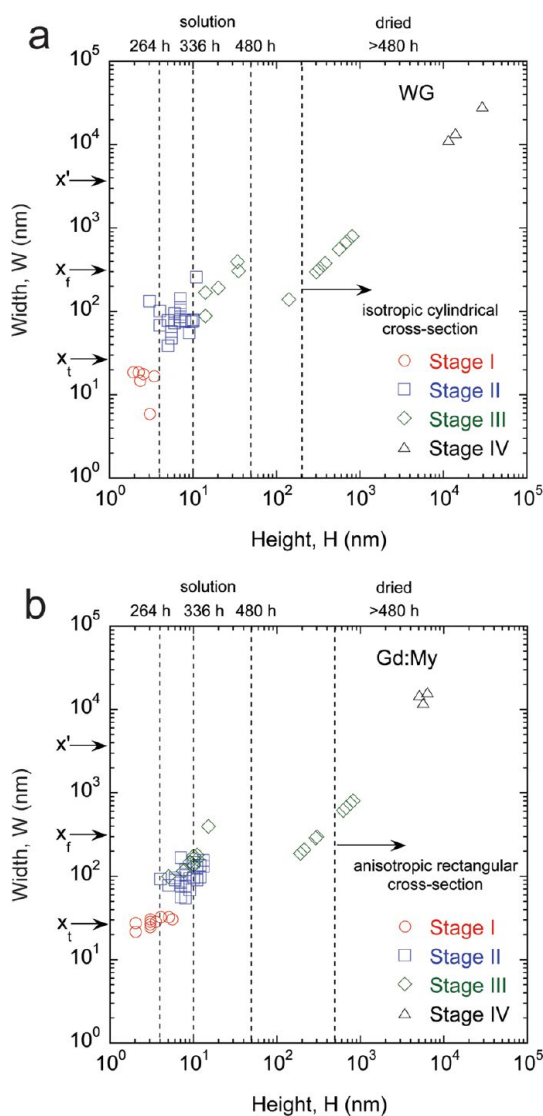 a
solution dried
264 h 336 h 480 h >480 h
WG
10^5
10^4
10^3
10^2
10^1
10^0
x'
x_f
x_t
Width, W (nm)
isotropic cylindrical
cross-section
Stage I
Stage II
Stage III
Stage IV
10^0 10^1 10^2 10^3 10^4 10^5
Height, H (nm)
b
solution dried
264 h 336 h 480 h >480 h
Gd:My
10^5
10^4
10^3
10^2
10^1
10^0
x'
x_f
x_t
Width, W (nm)
anisotropic rectangular
cross-section
Stage I
Stage II
Stage III
Stage IV
10^0 10^1 10^2 10^3 10^4 10^5
Height, H (nm)